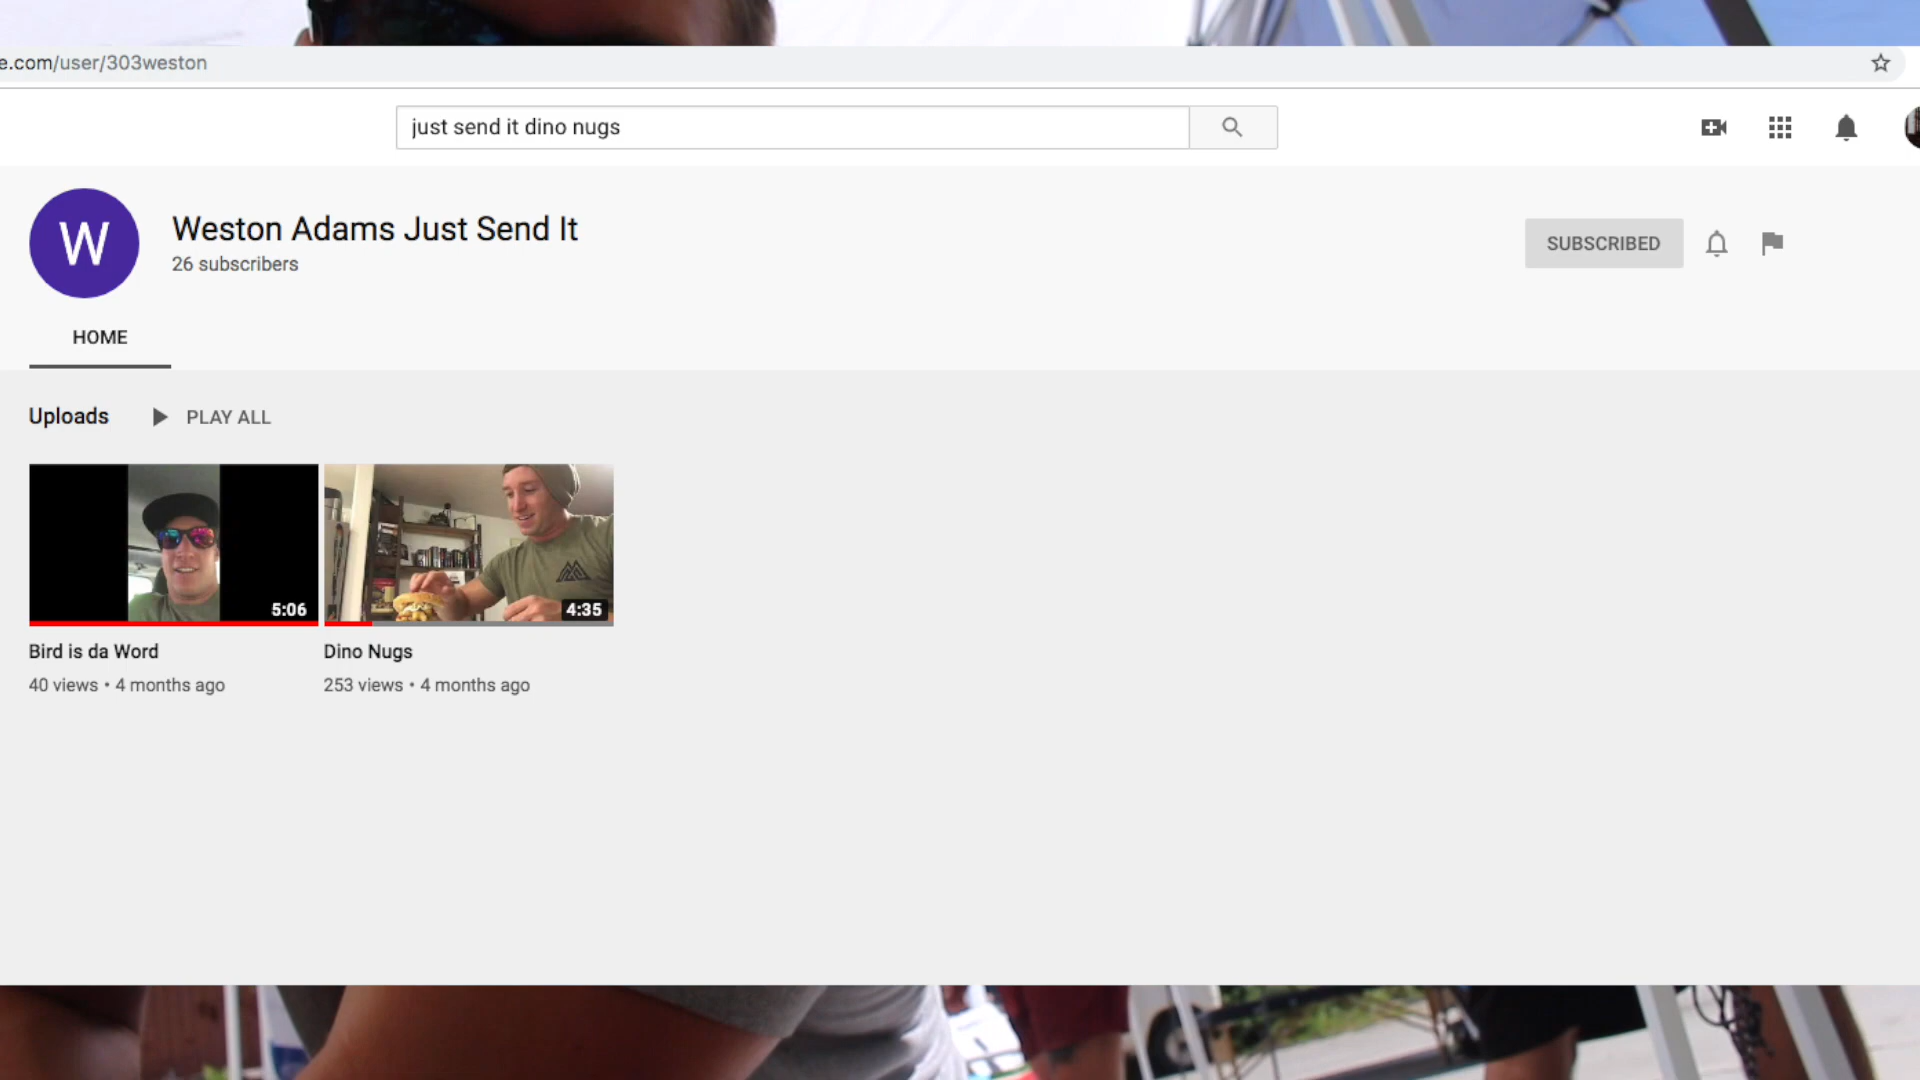 e.com/user/303weston
just send it dino nugs
W
Weston Adams Just Send It
26 subscribers
SUBSCRIBED
HOME
Uploads
PLAY ALL
5:06
4:35
Bird is da Word
Dino Nugs
40 views • 4 months ago
253 views • 4 months ago